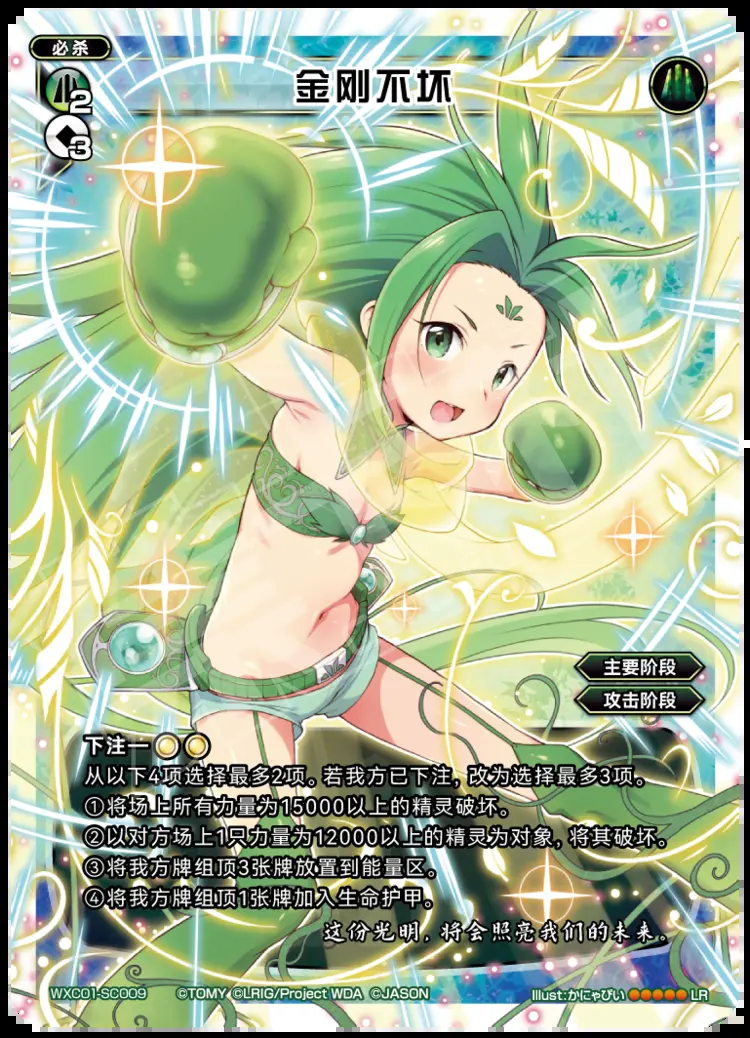 必杀
金刚不坏
2
3
主要阶段
攻击阶段
下注—
从以下4项选择最多2项。若我方已下注，改为选择最多3项。
①将场上所有力量为15000以上的精灵破坏。
②以对方场上1只力量为12000以上的精灵为对象，将其破坏。
③将我方牌组顶3张牌放置到能量区。
④将我方牌组顶1张牌加入生命护甲。
这份光明，将会照亮我们的未来。
WXC01-SC009 ©TOMY ©LRIG/Project WDA ©JASON Illust:かにゃぴい LR